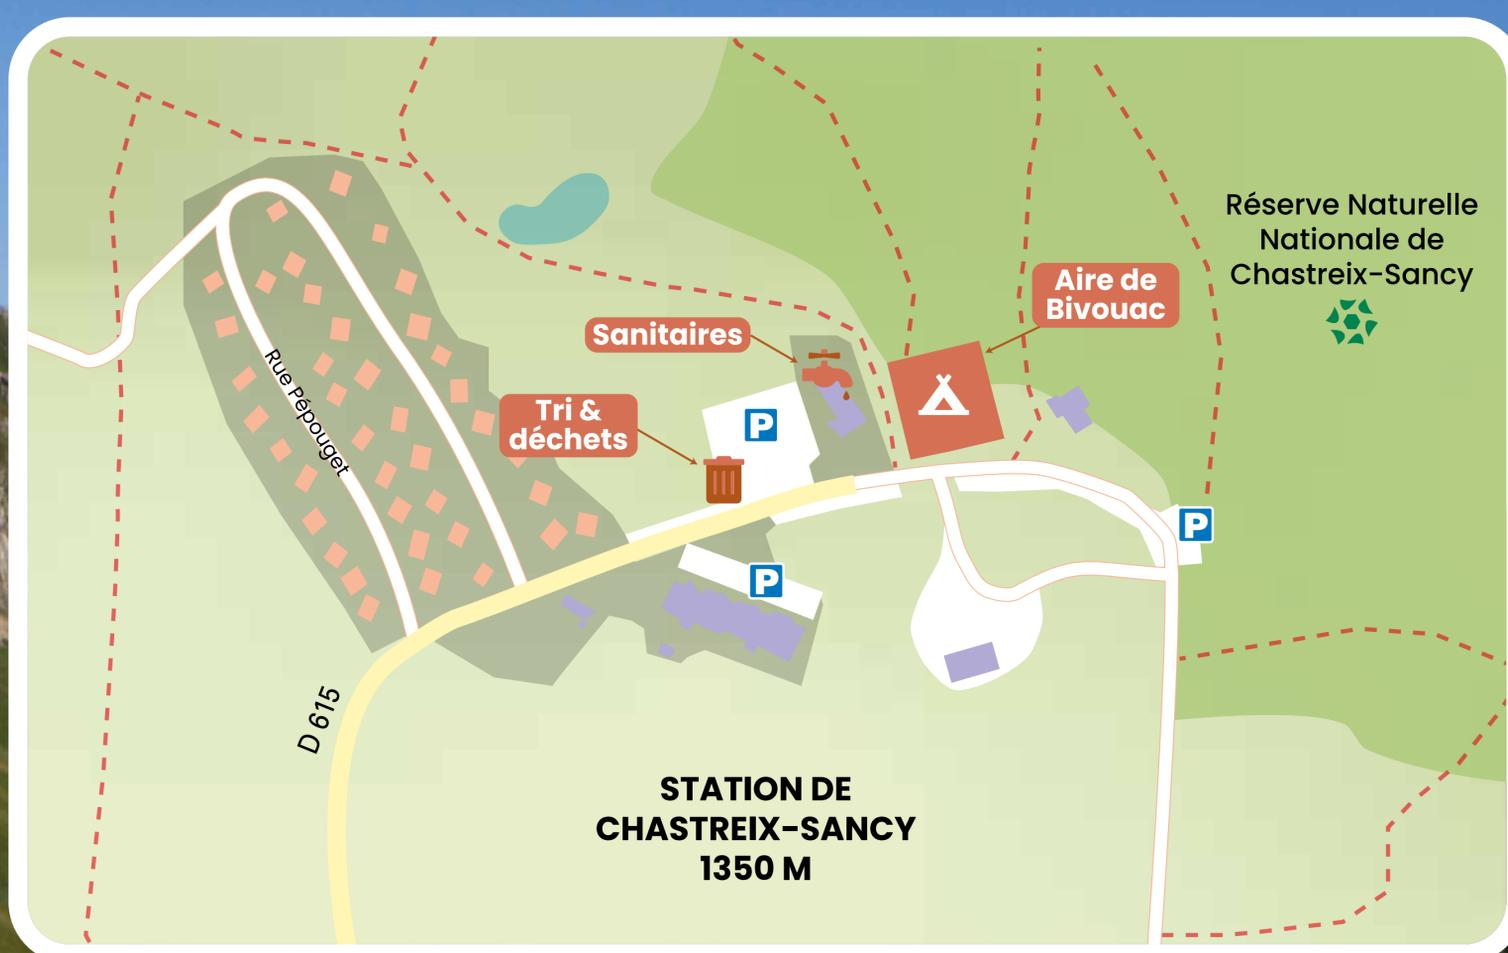 Réserve Naturelle
Nationale de
Chastreix-Sancy
Aire de
Bivouac
Sanitaires
Tri &
déchets
P
Rue Pépouget
P
P
D 615
STATION DE
CHASTREIX-SANCY
1350 M